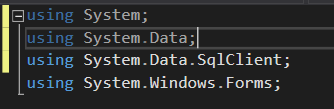 using System;
using System.Data;
using System.Data.SqlClient;
using System.Windows.Forms;